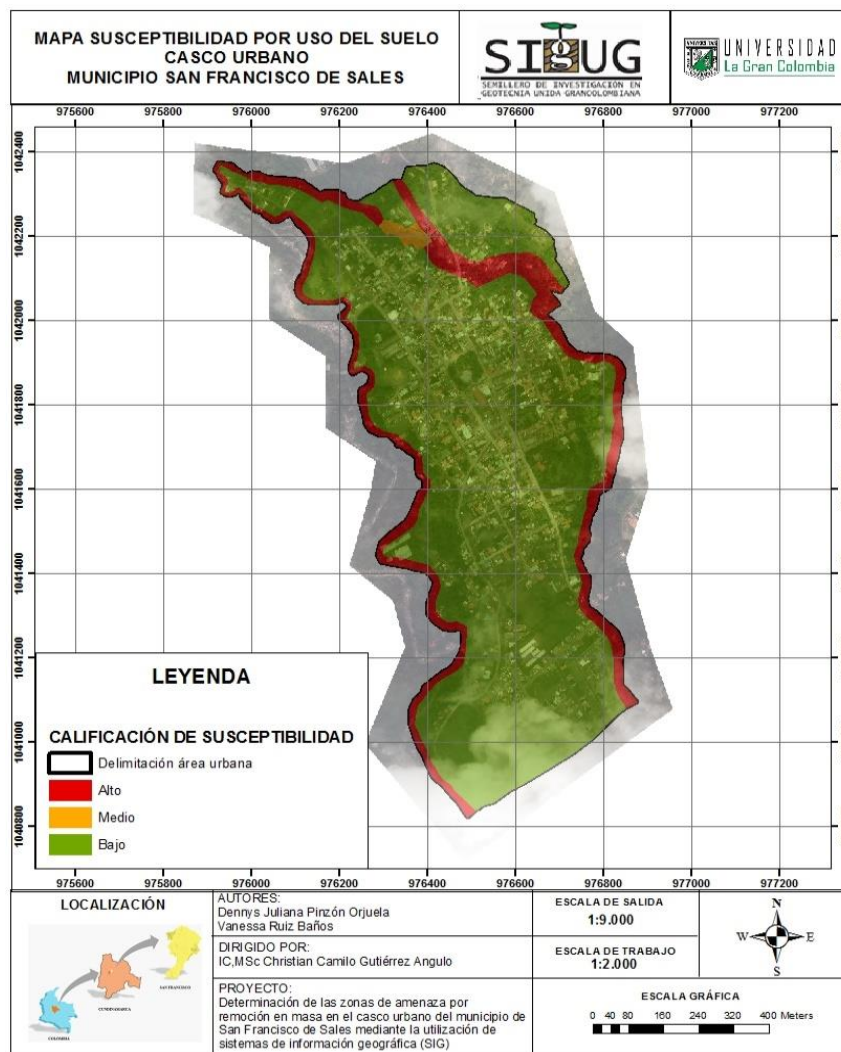 MAPA SUSCEPTIBILIDAD POR USO DEL SUELO
CASCO URBANO
MUNICIPIO SAN FRANCISCO DE SALES
SIGUG
SEMILLERO DE INVESTIGACIÓN EN
GEOTECNIA UNIDA GRANCOLOMBIANA
UNIVERSIDAD
La Gran Colombia
975600 975800 976000 976200 976400 976600 976800 977000 977200
1042400
1042200
1042000
1041800
1041600
1041400
1041200
1041000
1040800
LEYENDA
CALIFICACIÓN DE SUSCEPTIBILIDAD
Delimitación área urbana
Alto
Medio
Bajo
975600 975800 976000 976200 976400 976600 976800 977000 977200
LOCALIZACIÓN
COLOMBIA
CUNDINAMARCA
SAN FRANCISCO
AUTORES:
Dennys Juliana Pinzón Orjuela
Vanessa Ruiz Baños
DIRIGIDO POR:
IC,MSc Christian Camilo Gutiérrez Angulo
PROYECTO:
Determinación de las zonas de amenaza por
remoción en masa en el casco urbano del municipio de
San Francisco de Sales mediante la utilización de
sistemas de información geográfica (SIG)
ESCALA DE SALIDA
1:9.000
ESCALA DE TRABAJO
1:2.000
N
W E
S
ESCALA GRÁFICA
0 40 80 160 240 320 400 Meters